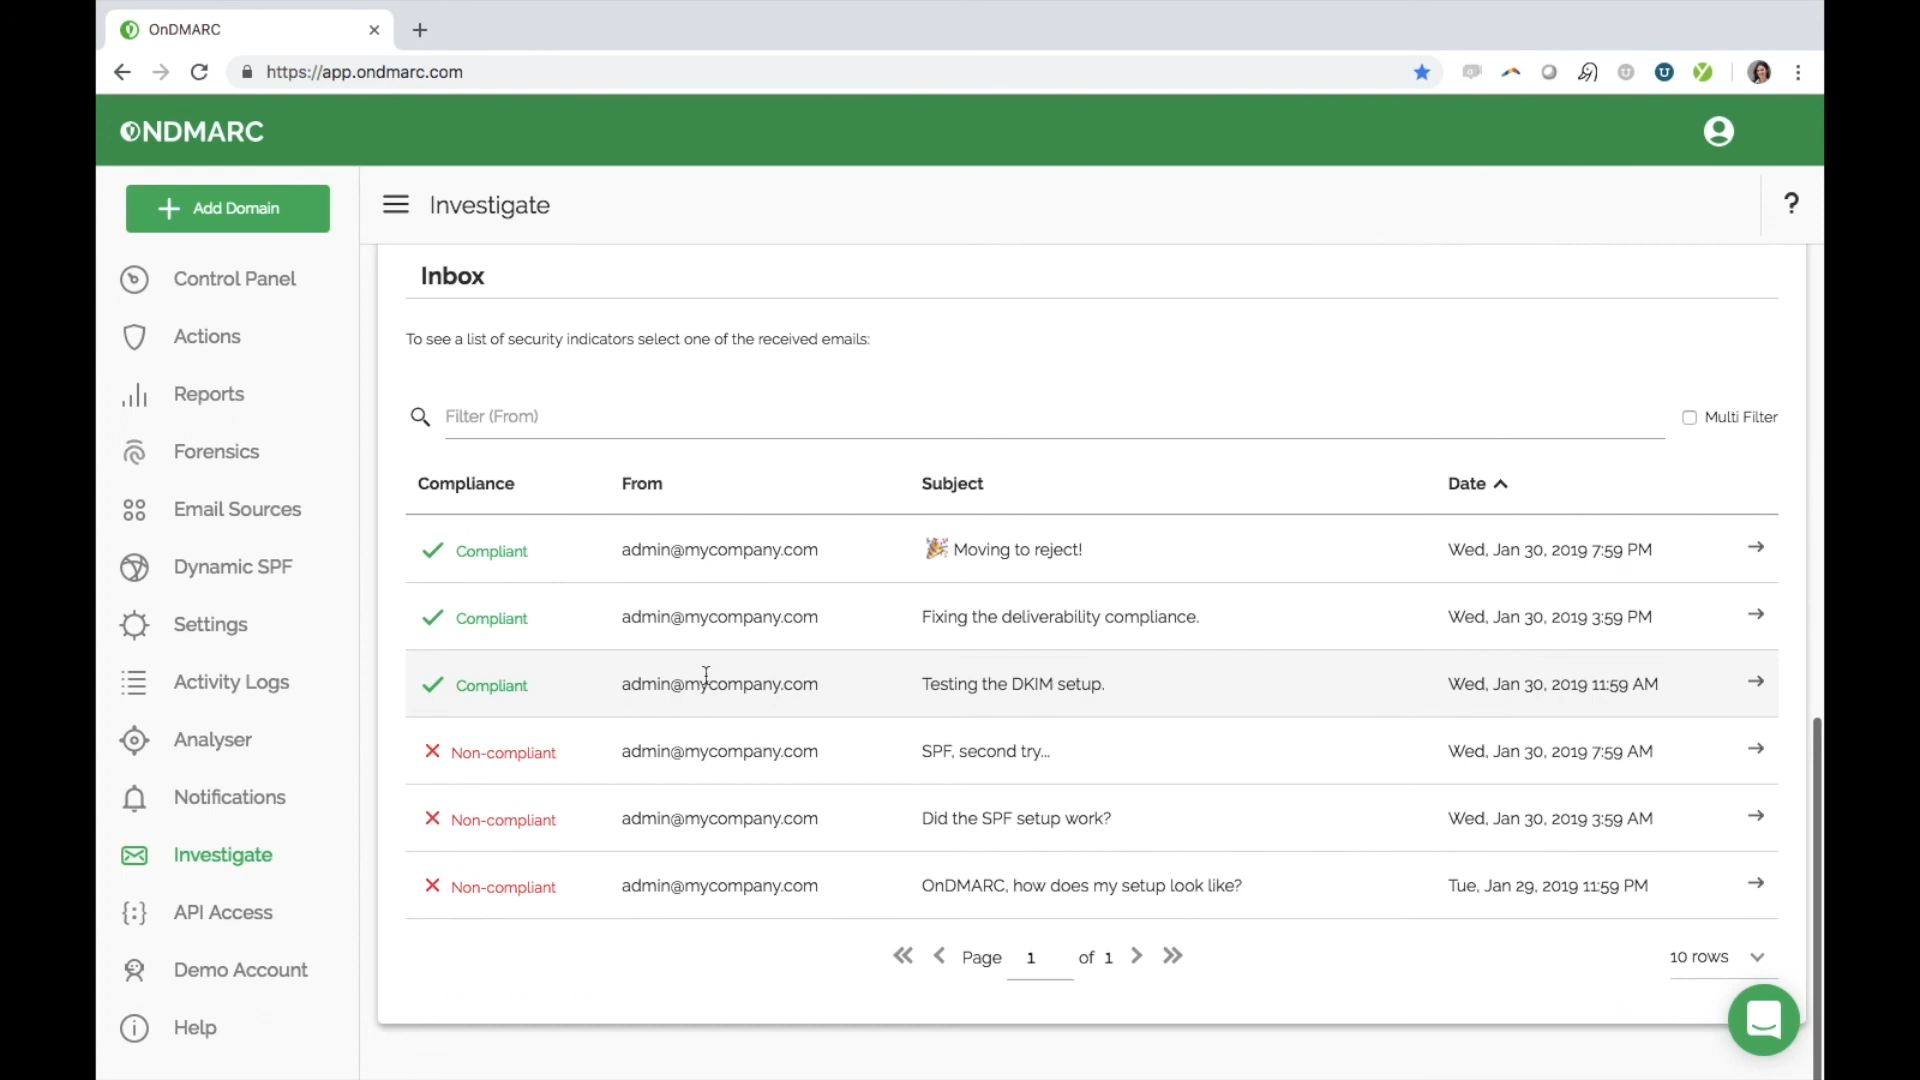 OnDMARC
https://app.ondmarc.com
ONDMARC
Add Domain
Investigate
?
Control Panel
Actions
Reports
Forensics
Email Sources
Dynamic SPF
Settings
Activity Logs
Analyser
Notifications
Investigate
API Access
Demo Account
Help
Inbox
To see a list of security indicators select one of the received emails:
Filter (From)
Multi Filter
Compliance From Subject Date
Compliant admin@mycompany.com 🎉 Moving to reject! Wed, Jan 30, 2019 7:59 PM
Compliant admin@mycompany.com Fixing the deliverability compliance. Wed, Jan 30, 2019 3:59 PM
Compliant admin@mycompany.com Testing the DKIM setup. Wed, Jan 30, 2019 11:59 AM
Non-compliant admin@mycompany.com SPF, second try... Wed, Jan 30, 2019 7:59 AM
Non-compliant admin@mycompany.com Did the SPF setup work? Wed, Jan 30, 2019 3:59 AM
Non-compliant admin@mycompany.com OnDMARC, how does my setup look like? Tue, Jan 29, 2019 11:59 PM
Page 1 of 1
10 rows